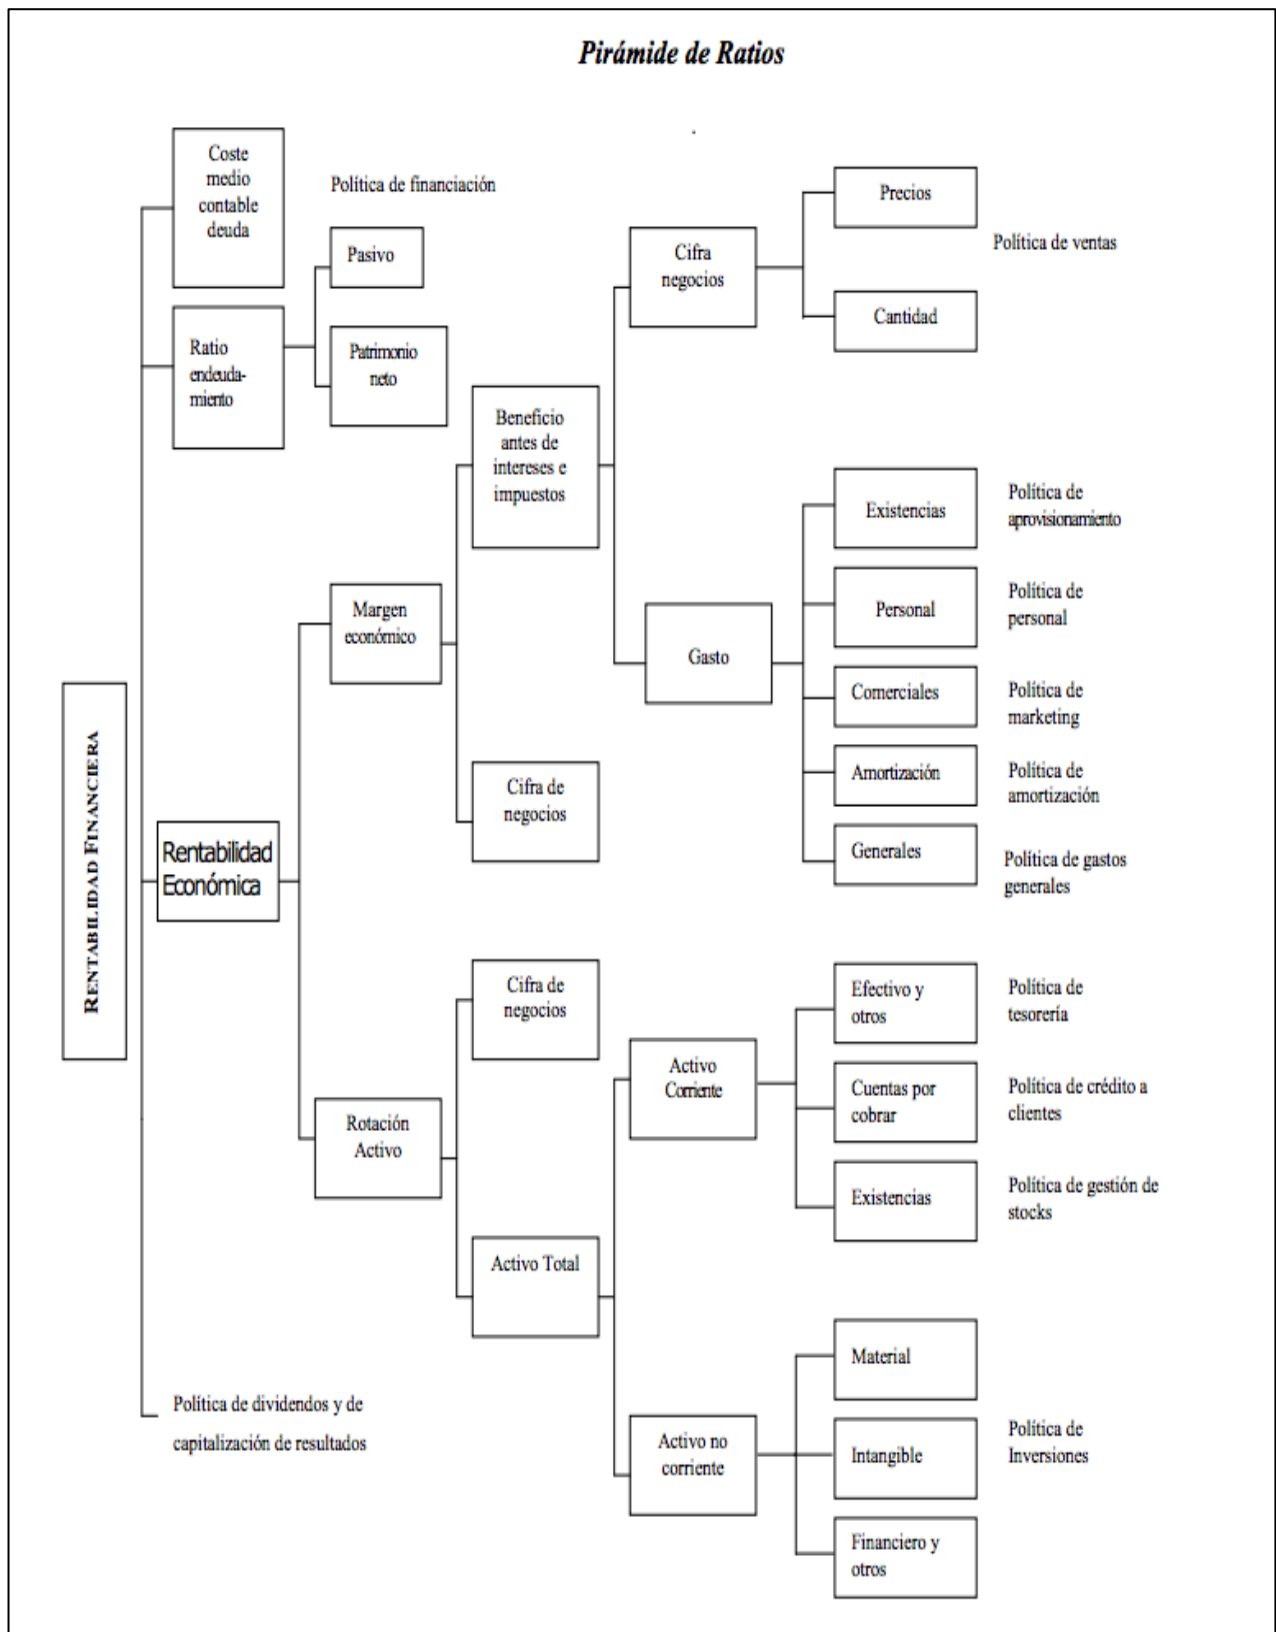 Pirámide de Ratios
Coste
medio
contable
deuda
Política de financiación
Pasivo
Ratio
endeuda-
miento
Patrimonio
neto
Precios
Cifra
negocios
Política de ventas
Cantidad
Beneficio
antes de
intereses e
impuestos
Existencias
Política de
aprovisionamiento
Personal
Política de
personal
Margen
económico
Gasto
Comerciales
Política de
marketing
Amortización
Política de
amortización
Cifra de
negocios
Generales
Política de gastos
generales
RENTABILIDAD FINANCIERA
Rentabilidad
Económica
Cifra de
negocios
Efectivo y
otros
Política de
tesorería
Activo
Corriente
Cuentas por
cobrar
Política de crédito a
clientes
Rotación
Activo
Existencias
Política de gestión de
stocks
Activo Total
Material
Política de dividendos y de
capitalización de resultados
Activo no
corriente
Intangible
Política de
Inversiones
Financiero y
otros